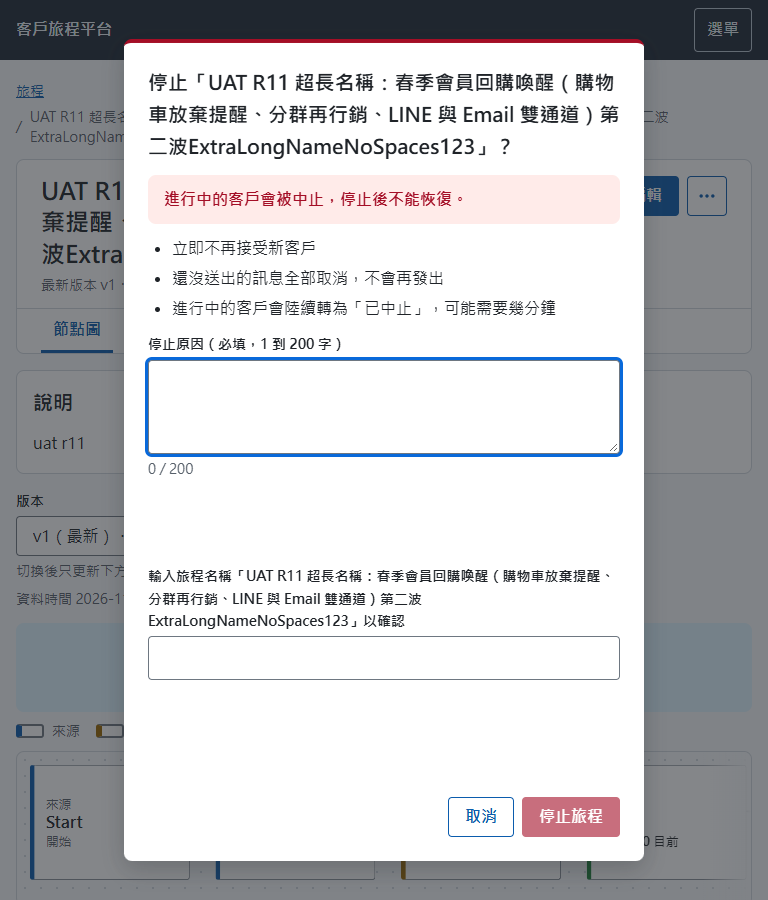 客戶旅程平台
選單
停止「UAT R11 超長名稱：春季會員回購喚醒（購物
車放棄提醒、分群再行銷、LINE 與 Email 雙通道）第
二波ExtraLongNameNoSpaces123」？
進行中的客戶會被中止，停止後不能恢復。
• 立即不再接受新客戶
• 還沒送出的訊息全部取消，不會再發出
• 進行中的客戶會陸續轉為「已中止」，可能需要幾分鐘
停止原因（必填，1 到 200 字）
0 / 200
輸入旅程名稱「UAT R11 超長名稱：春季會員回購喚醒（購物車放棄提醒、
分群再行銷、LINE 與 Email 雙通道）第二波
ExtraLongNameNoSpaces123」以確認
取消
停止旅程
旅程
/ UAT R11 超長
二波
ExtraLongNam
UAT R1
棄提醒
波Extra
輯
···
最新版本 v1 ·
節點圖
說明
uat r11
版本
v1（最新）·
切換後只更新下方
資料時間 2026-1
來源
來源
Start
開始
0 目前